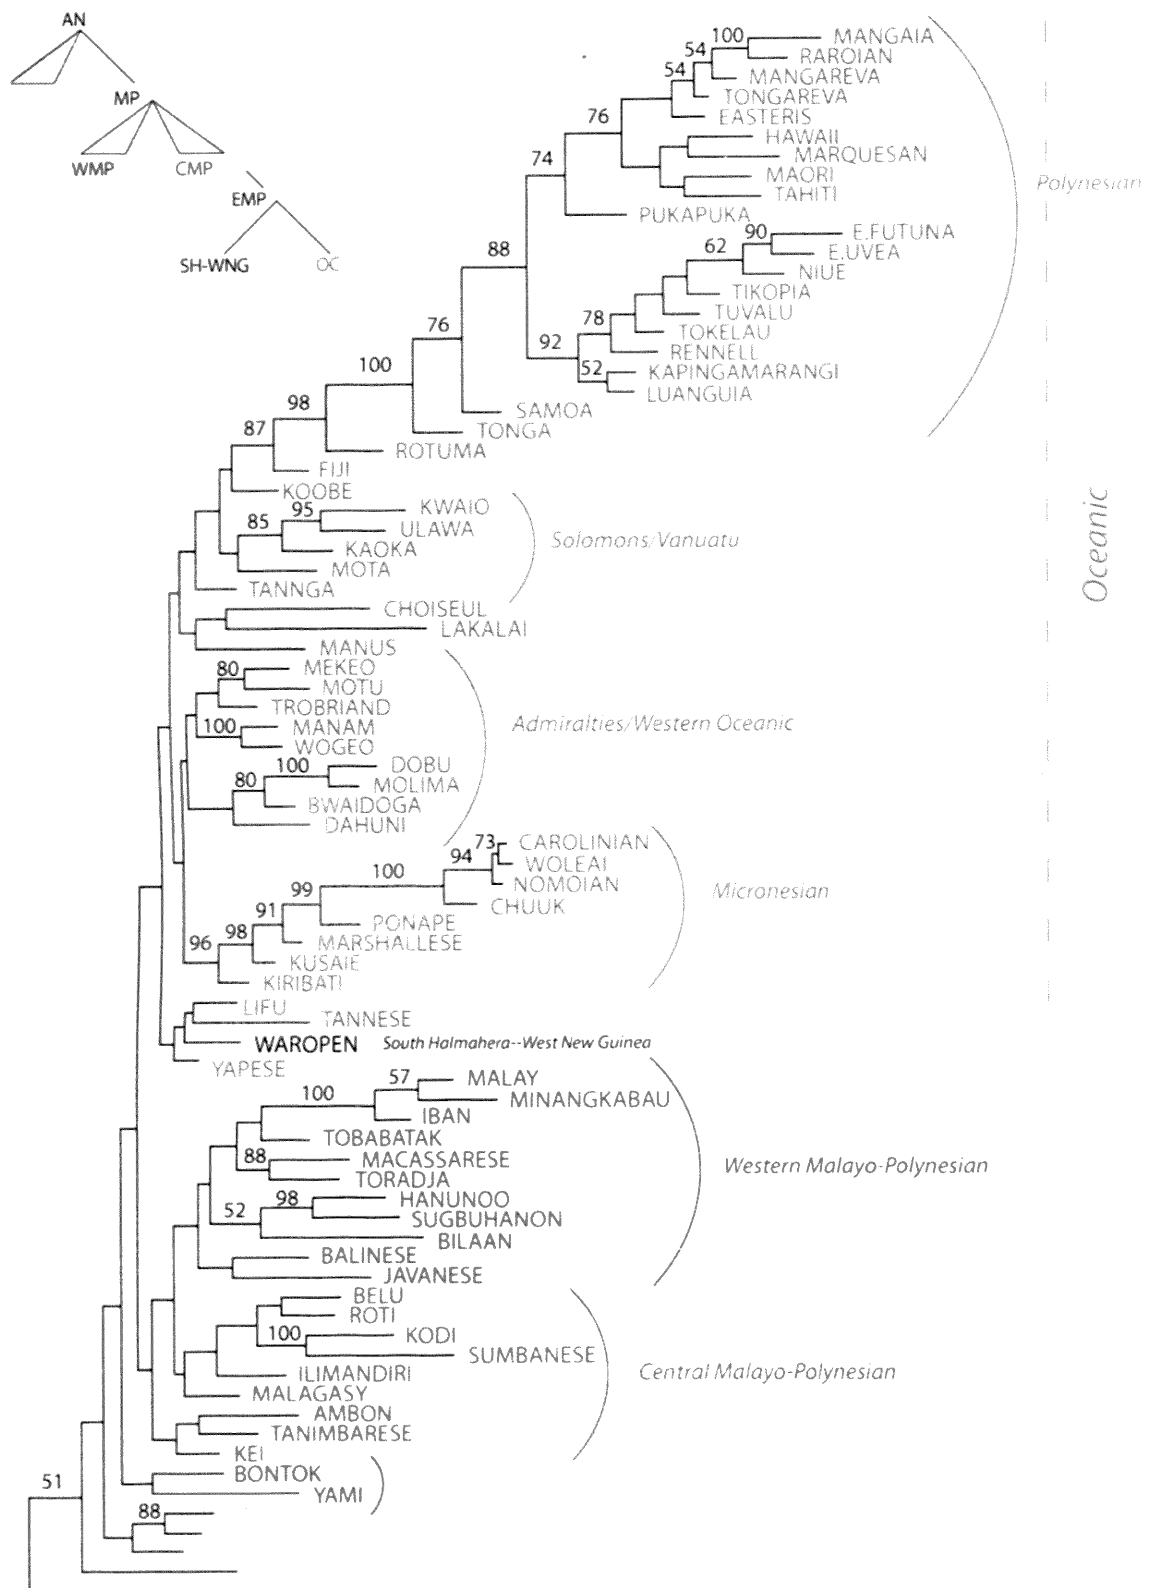 AN
MP
WMP
CMP
EMP
SH-WNG
OC
100
MANGAIA
54
RAROIAN
54
MANGAREVA
TONGAREVA
EASTERIS
76
HAWAII
MARQUESAN
74
MAORI
TAHITI
Polynesian
PUKAPUKA
88
90
E.FUTUNA
62
E.UVEA
NIUE
TIKOPIA
TUVALU
78
TOKELAU
92
RENNELL
52
KAPINGAMARANGI
LUANGUIA
76
SAMOA
100
TONGA
98
ROTUMA
87
FIJI
KOOBE
Oceanic
95
KWAIO
85
ULAWA
KAOKA
MOTA
Solomons/Vanuatu
TANNGA
CHOISEUL
LAKALAI
MANUS
80
MEKEO
MOTU
TROBRIAND
100
MANAM
WOGEO
Admiralties/Western Oceanic
100
DOBU
80
MOLIMA
BWAIDOGA
DAHUNI
73
CAROLINIAN
94
WOLEAI
100
NOMOIAN
99
CHUUK
Micronesian
91
PONAPE
98
MARSHALLESE
96
KUSAIE
KIRIBATI
LIFU
TANNESE
WAROPEN South Halmahera--West New Guinea
YAPESE
57
MALAY
100
MINANGKABAU
IBAN
TOBABATAK
88
MACASSARESE
TORADJA
Western Malayo-Polynesian
98
HANUNOO
52
SUGBUHANON
BILAAN
BALINESE
JAVANESE
BELU
ROTI
100
KODI
SUMBANESE
ILIMANDIRI
Central Malayo-Polynesian
MALAGASY
AMBON
TANIMBARESE
KEI
BONTOK
51
YAMI
88